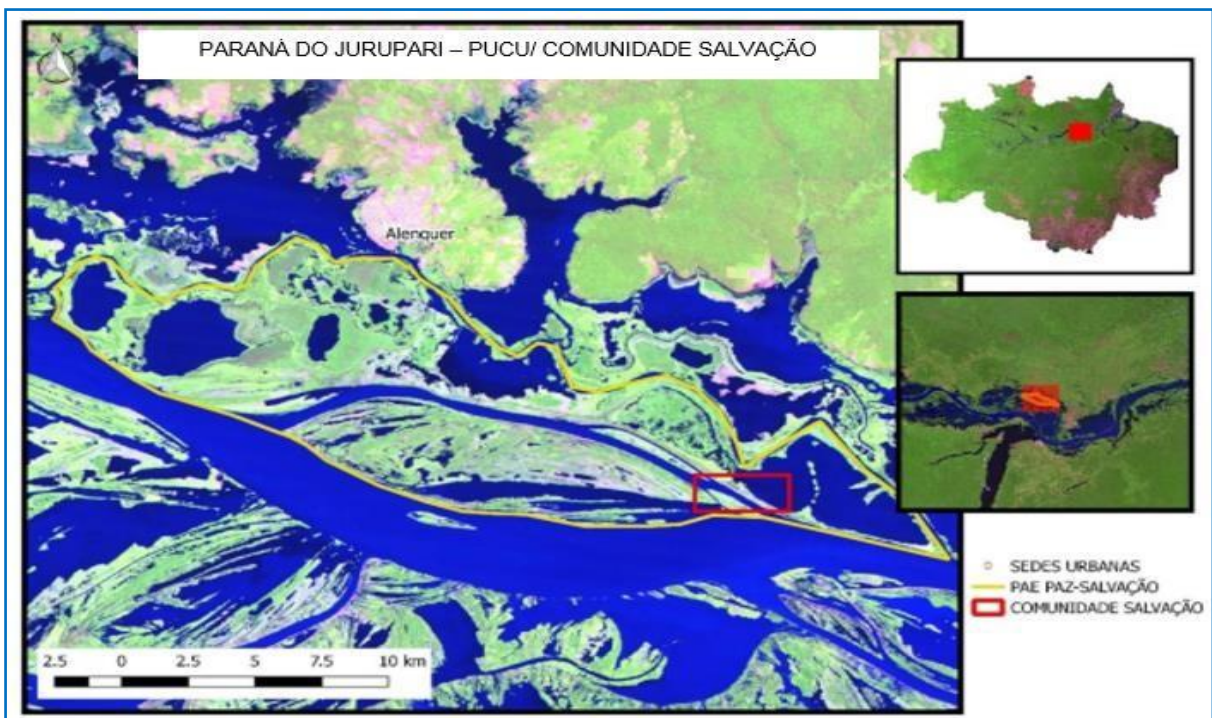 PARANÁ DO JURUPARI – PUCU/ COMUNIDADE SALVAÇÃO
N
Alenquer
SEDES URBANAS
PAE PAZ-SALVAÇÃO
COMUNIDADE SALVAÇÃO
2.5 0 2.5 5 7.5 10 km